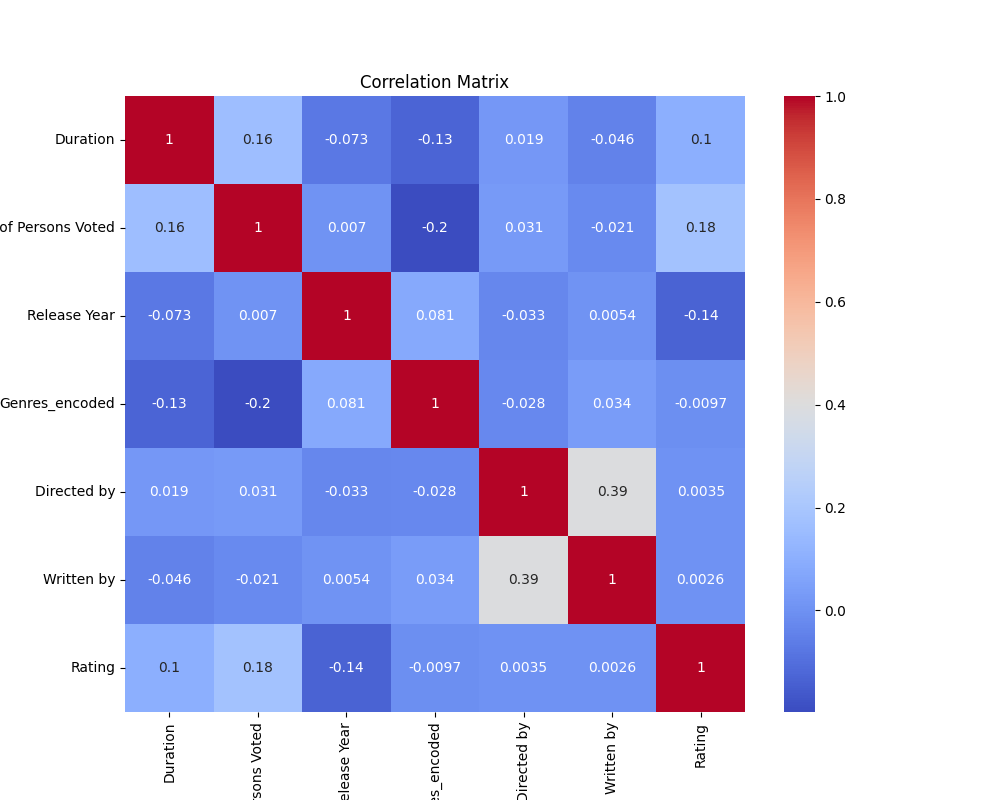 Correlation Matrix
Duration 1 0.16 -0.073 -0.13 0.019 -0.046 0.1
of Persons Voted 0.16 1 0.007 -0.2 0.031 -0.021 0.18
Release Year -0.073 0.007 1 0.081 -0.033 0.0054 -0.14
Genres_encoded -0.13 -0.2 0.081 1 -0.028 0.034 -0.0097
Directed by 0.019 0.031 -0.033 -0.028 1 0.39 0.0035
Written by -0.046 -0.021 0.0054 0.034 0.39 1 0.0026
Rating 0.1 0.18 -0.14 -0.0097 0.0035 0.0026 1
Duration
rsons Voted
elease Year
es_encoded
Directed by
Written by
Rating
1.0
0.8
0.6
0.4
0.2
0.0